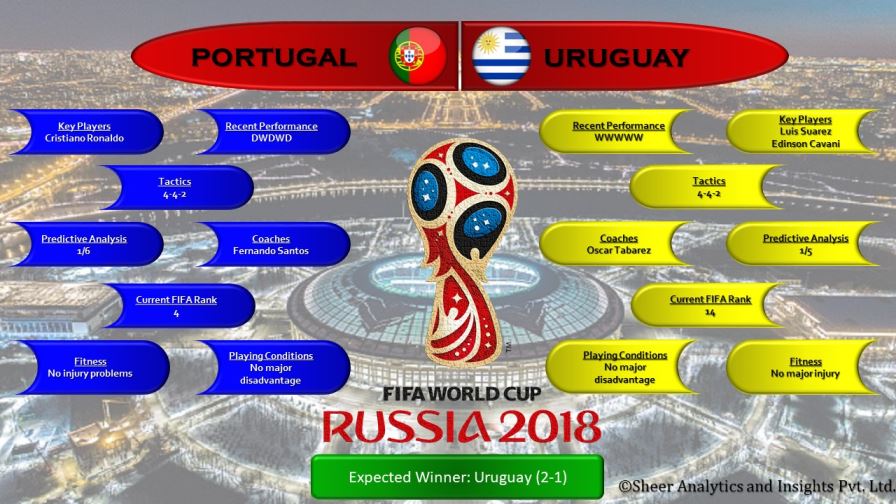 PORTUGAL
URUGUAY
Key Players
Cristiano Ronaldo
Recent Performance
DWDWD
Tactics
4-4-2
Predictive Analysis
1/6
Coaches
Fernando Santos
Current FIFA Rank
4
Fitness
No injury problems
Playing Conditions
No major
disadvantage
Recent Performance
WWWWW
Key Players
Luis Suarez
Edinson Cavani
Tactics
4-4-2
Coaches
Oscar Tabarez
Predictive Analysis
1/5
Current FIFA Rank
14
Playing Conditions
No major
disadvantage
Fitness
No major injury
TM
FIFA WORLD CUP
RUSSIA 2018
Expected Winner: Uruguay (2-1)
©Sheer Analytics and Insights Pvt. Ltd.